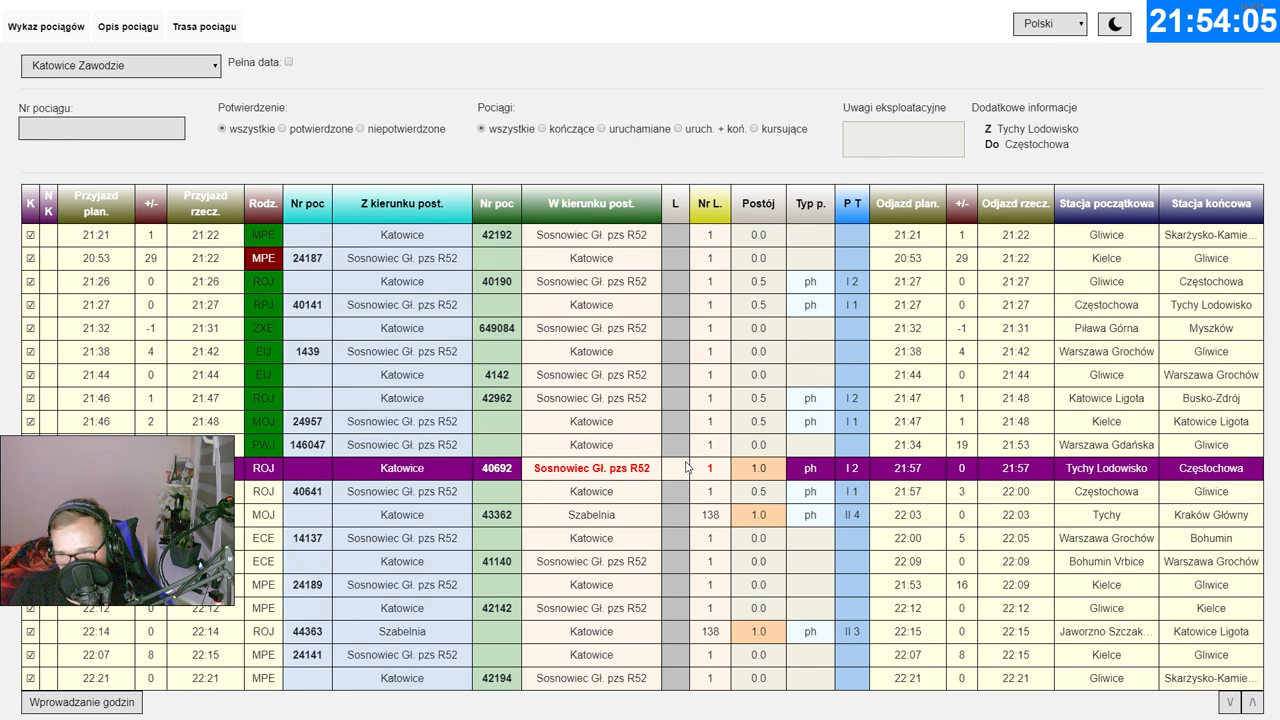 Wykaz pociągów Opis pociągu Trasa pociągu Polski 21:54:05
Katowice Zawodzie Pełna data:
Nr pociągu: Potwierdzenie: Pociągi: Uwagi eksploatacyjne Dodatkowe informacje
wszystkie potwierdzone niepotwierdzone wszystkie kończące uruchamiane uruch. + koń. kursujące
Z Tychy Lodowisko
Do Częstochowa
K N K Przyjazd plan. +/- Przyjazd rzecz. Rodz. Nr poc Z kierunku post. Nr poc W kierunku post. L Nr L. Postój Typ p. P T Odjazd plan. +/- Odjazd rzecz. Stacja początkowa Stacja końcowa
21:21 1 21:22 MPE Katowice 42192 Sosnowiec Gł. pzs R52 1 0.0 21:21 1 21:22 Gliwice Skarżysko-Kamie...
20:53 29 21:22 MPE 24187 Sosnowiec Gł. pzs R52 Katowice 1 0.0 20:53 29 21:22 Kielce Gliwice
21:26 0 21:26 ROJ Katowice 40190 Sosnowiec Gł. pzs R52 1 0.5 ph I 2 21:27 0 21:27 Gliwice Częstochowa
21:27 0 21:27 RPJ 40141 Sosnowiec Gł. pzs R52 Katowice 1 0.5 ph I 1 21:27 0 21:27 Częstochowa Tychy Lodowisko
21:32 -1 21:31 ZXE Katowice 649084 Sosnowiec Gł. pzs R52 1 0.0 21:32 -1 21:31 Piława Górna Myszków
21:38 4 21:42 EIJ 1439 Sosnowiec Gł. pzs R52 Katowice 1 0.0 21:38 4 21:42 Warszawa Grochów Gliwice
21:44 0 21:44 EIJ Katowice 4142 Sosnowiec Gł. pzs R52 1 0.0 21:44 0 21:44 Gliwice Warszawa Grochów
21:46 1 21:47 ROJ Katowice 42962 Sosnowiec Gł. pzs R52 1 0.5 ph I 2 21:47 1 21:47 Katowice Ligota Busko-Zdrój
21:46 2 21:48 MOJ 24957 Sosnowiec Gł. pzs R52 Katowice 1 0.5 ph I 1 21:46 2 21:48 Kielce Katowice Ligota
PWJ 146047 Sosnowiec Gł. pzs R52 Katowice 1 0.0 21:34 19 21:53 Warszawa Gdańska Gliwice
ROJ Katowice 40692 Sosnowiec Gł. pzs R52 1 1.0 ph I 2 21:57 0 21:57 Tychy Lodowisko Częstochowa
ROJ 40641 Sosnowiec Gł. pzs R52 Katowice 1 0.5 ph I 1 21:57 3 22:00 Częstochowa Gliwice
MOJ Katowice 43362 Szabelnia 138 1.0 ph II 4 22:03 0 22:03 Tychy Kraków Główny
ECE 14137 Sosnowiec Gł. pzs R52 Katowice 1 0.0 22:00 5 22:05 Warszawa Grochów Bohumin
ECE Katowice 41140 Sosnowiec Gł. pzs R52 1 0.0 22:09 0 22:09 Bohumin Vrbice Warszawa Grochów
MPE 24189 Sosnowiec Gł. pzs R52 Katowice 1 0.0 21:53 16 22:09 Kielce Gliwice
22:12 0 22:12 MPE Katowice 42142 Sosnowiec Gł. pzs R52 1 0.0 22:12 0 22:12 Gliwice Kielce
22:14 0 22:14 ROJ 44363 Szabelnia Katowice 138 1.0 ph II 3 22:15 0 22:15 Jaworzno Szczak... Katowice Ligota
22:07 8 22:15 MPE 24141 Sosnowiec Gł. pzs R52 Katowice 1 0.0 22:07 8 22:15 Kielce Gliwice
22:21 0 22:21 MPE Katowice 42194 Sosnowiec Gł. pzs R52 1 0.0 22:21 0 22:21 Gliwice Skarżysko-Kamie...
Wprowadzanie godzin \/ /\